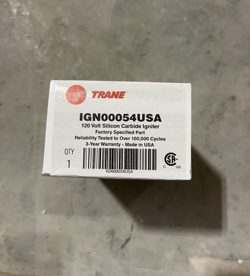 TRANE
IGN00054USA
120 Volt Silicon Carbide Igniter
Factory Specified Part
Reliability Tested to Over 100,000 Cycles
3-Year Warranty - Made in USA
QTY
1
IGN00054USA
C US